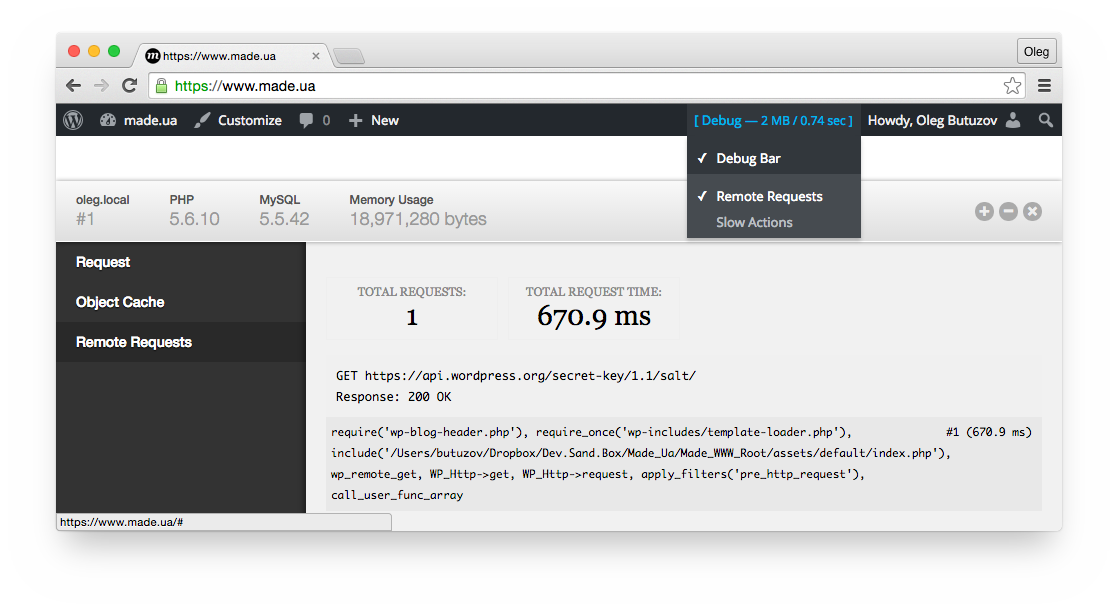 https://www.made.ua
Oleg
https://www.made.ua
made.ua Customize 0 New [ Debug — 2 MB / 0.74 sec ] Howdy, Oleg Butuzov
✓ Debug Bar
✓ Remote Requests
Slow Actions
oleg.local PHP MySQL Memory Usage
#1 5.6.10 5.5.42 18,971,280 bytes
Request
Object Cache
Remote Requests
TOTAL REQUESTS: TOTAL REQUEST TIME:
1 670.9 ms
GET https://api.wordpress.org/secret-key/1.1/salt/
Response: 200 OK
require('wp-blog-header.php'), require_once('wp-includes/template-loader.php'), #1 (670.9 ms)
include('/Users/butuzov/Dropbox/Dev.Sand.Box/Made_Ua/Made_WWW_Root/assets/default/index.php'),
wp_remote_get, WP_Http->get, WP_Http->request, apply_filters('pre_http_request'),
call_user_func_array
https://www.made.ua/#